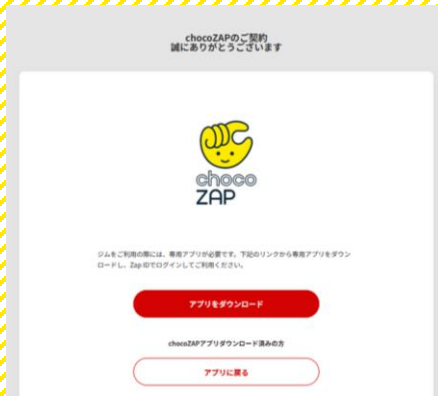 chocoZAPのご契約
誠にありがとうございます
choco
ZAP
ジムをご利用の際には、専用アプリが必要です。下記のリンクから専用アプリをダウン
ロードし、Zap IDでログインしてご利用ください。
アプリをダウンロード
chocoZAPアプリダウンロード済みの方
アプリに戻る